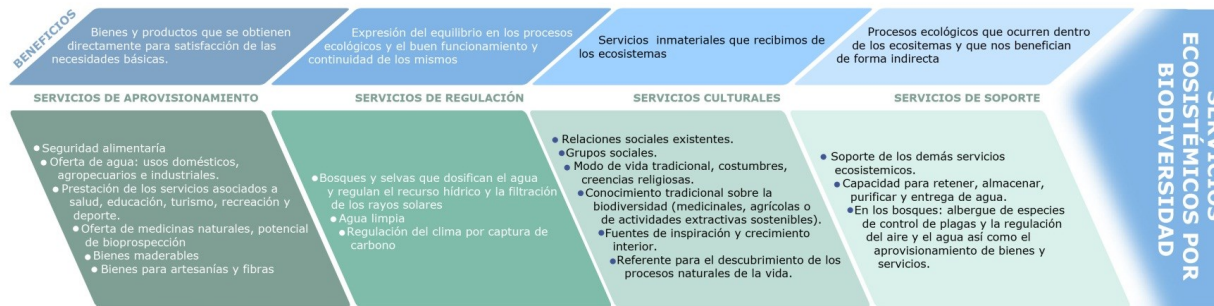 BENEFICIOS
Bienes y productos que se obtienen
directamente para satisfacción de las
necesidades básicas.
Expresión del equilibrio en los procesos
ecológicos y el buen funcionamiento y
continuidad de los mismos
Servicios inmateriales que recibimos de
los ecosistemas
Procesos ecológicos que ocurren dentro
de los ecositemas y que nos benefician
de forma indirecta
SERVICIOS DE APROVISIONAMIENTO
SERVICIOS DE REGULACIÓN
SERVICIOS CULTURALES
SERVICIOS DE SOPORTE
Seguridad alimentaría
Oferta de agua: usos domésticos,
agropecuarios e industriales.
Prestación de los servicios asociados a
salud, educación, turismo, recreación y
deporte.
Oferta de medicinas naturales, potencial
de bioprospección
Bienes maderables
Bienes para artesanías y fibras
Bosques y selvas que dosifican el agua
y regulan el recurso hídrico y la filtración
de los rayos solares
Agua limpia
Regulación del clima por captura de
carbono
Relaciones sociales existentes.
Grupos sociales.
Modo de vida tradicional, costumbres,
creencias religiosas.
Conocimiento tradicional sobre la
biodiversidad (medicinales, agrícolas o
de actividades extractivas sostenibles).
Fuentes de inspiración y crecimiento
interior.
Referente para el descubrimiento de los
procesos naturales de la vida.
Soporte de los demás servicios
ecosistemicos.
Capacidad para retener, almacenar,
purificar y entrega de agua.
En los bosques: albergue de especies
de control de plagas y la regulación
del aire y el agua así como el
aprovisionamiento de bienes y
servicios.
SERVICIOS
ECOSISTÉMICOS POR
BIODIVERSIDAD